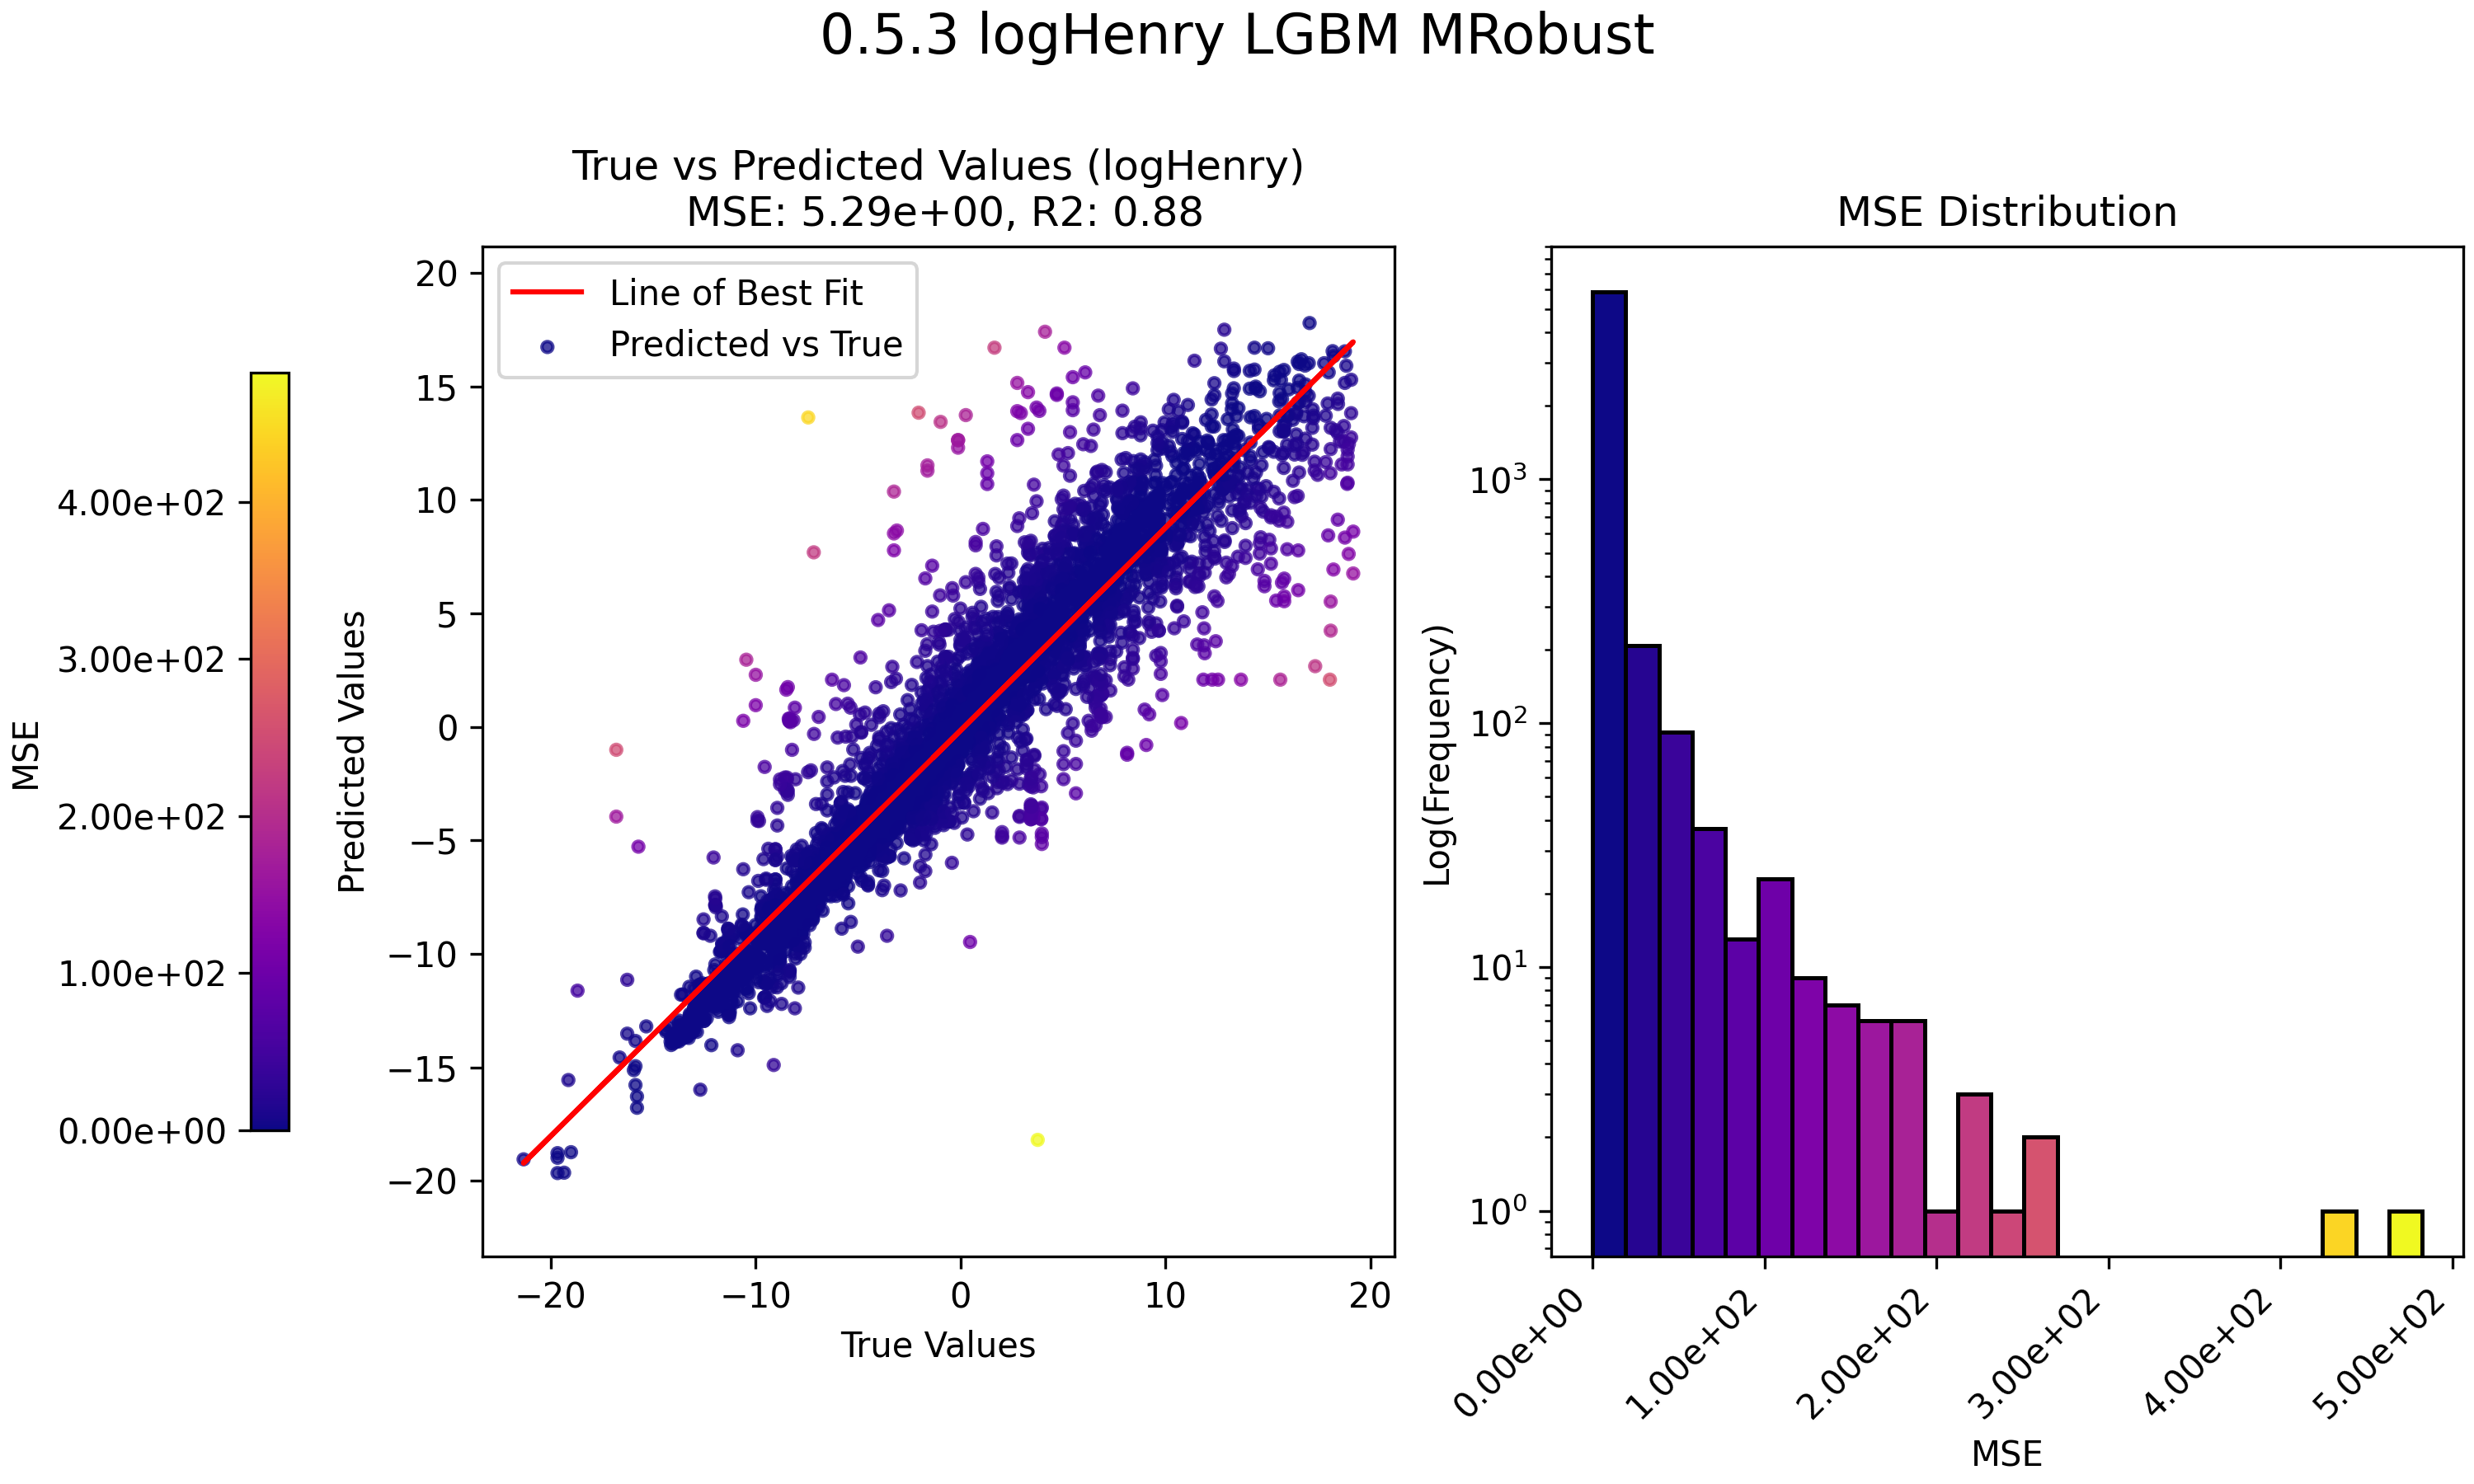 0.5.3 logHenry LGBM MRobust
MSE
4.00e+02
3.00e+02
2.00e+02
1.00e+02
0.00e+00
True vs Predicted Values (logHenry)
MSE: 5.29e+00, R2: 0.88
Line of Best Fit
Predicted vs True
Predicted Values
20
15
10
5
0
−5
−10
−15
−20
−20
−10
0
10
20
True Values
MSE Distribution
Log(Frequency)
10³
10²
10¹
10⁰
0.00e+00
1.00e+02
2.00e+02
3.00e+02
4.00e+02
5.00e+02
MSE